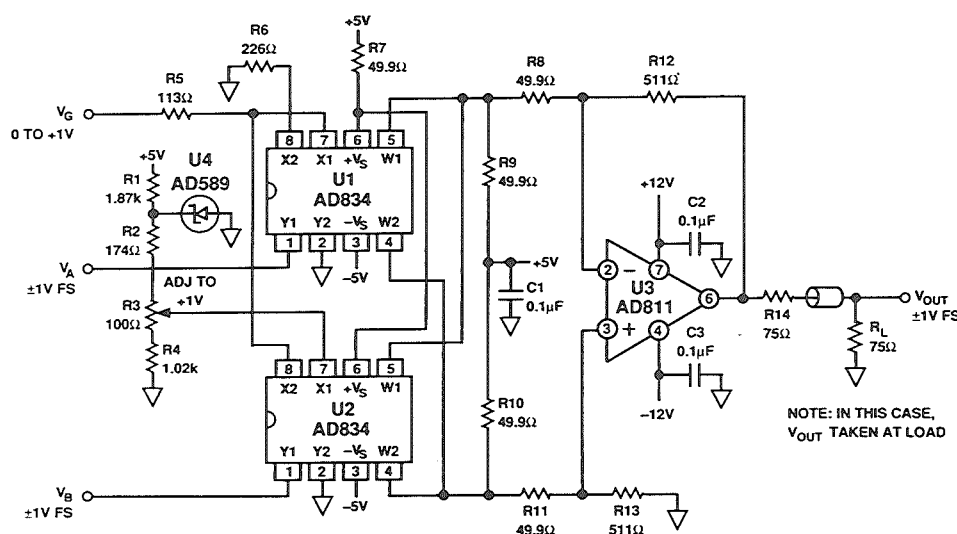 +5V
R6
226Ω
R7
49.9Ω
R8
49.9Ω
R12
511Ω
R5
113Ω
VG
0 TO +1V
8 7 6 5
X2 X1 +VS W1
U1
AD834
Y1 Y2 -VS W2
1 2 3 4
-5V
+5V
U4
AD589
R1
1.87k
R2
174Ω
VA
±1V FS
ADJ TO
+1V
R3
100Ω
R4
1.02k
R9
49.9Ω
+5V
C1
0.1µF
R10
49.9Ω
+12V
C2
0.1µF
2 - 7
U3
AD811
6
3 + 4
C3
0.1µF
-12V
R14
75Ω
VOUT
±1V FS
RL
75Ω
NOTE: IN THIS CASE,
VOUT TAKEN AT LOAD
8 7 6 5
X2 X1 +VS W1
U2
AD834
Y1 Y2 -VS W2
1 2 3 4
-5V
VB
±1V FS
R11
49.9Ω
R13
511Ω